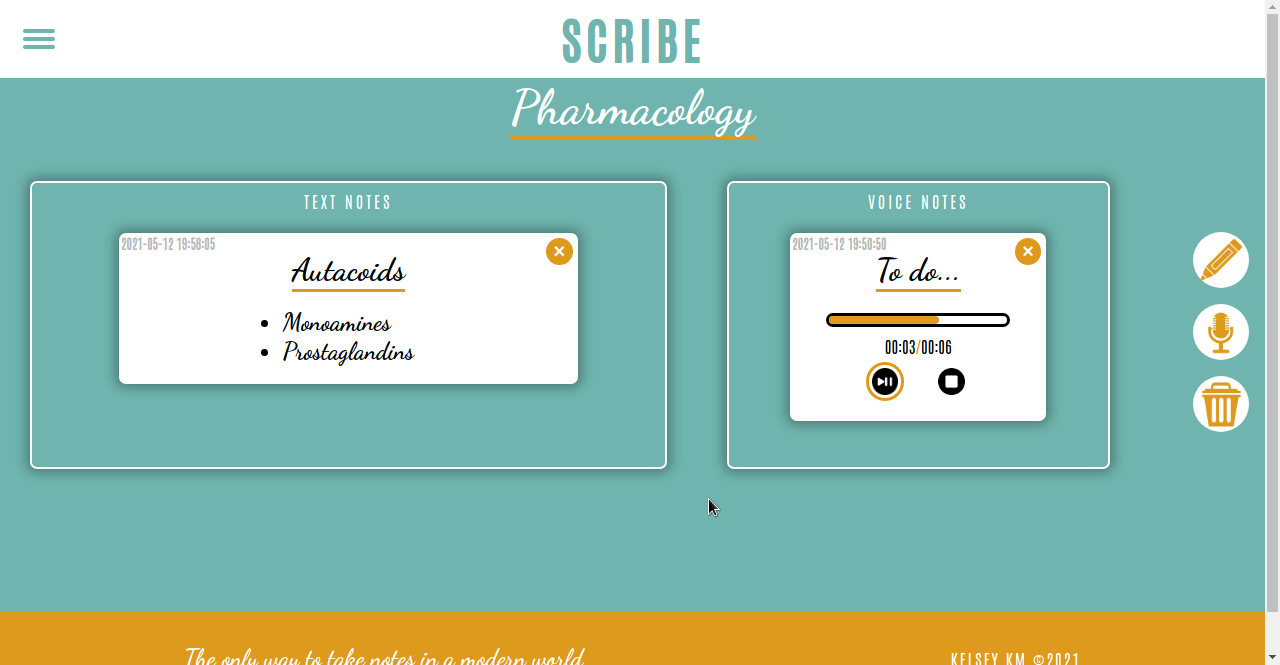 SCRIBE
Pharmacology
TEXT NOTES
2021-05-12 19:58:05
Autacoids
Monoamines
Prostaglandins
VOICE NOTES
2021-05-12 19:50:50
To do...
00:03/00:06
The only way to take notes in a modern world
KELSEY KM ©2021